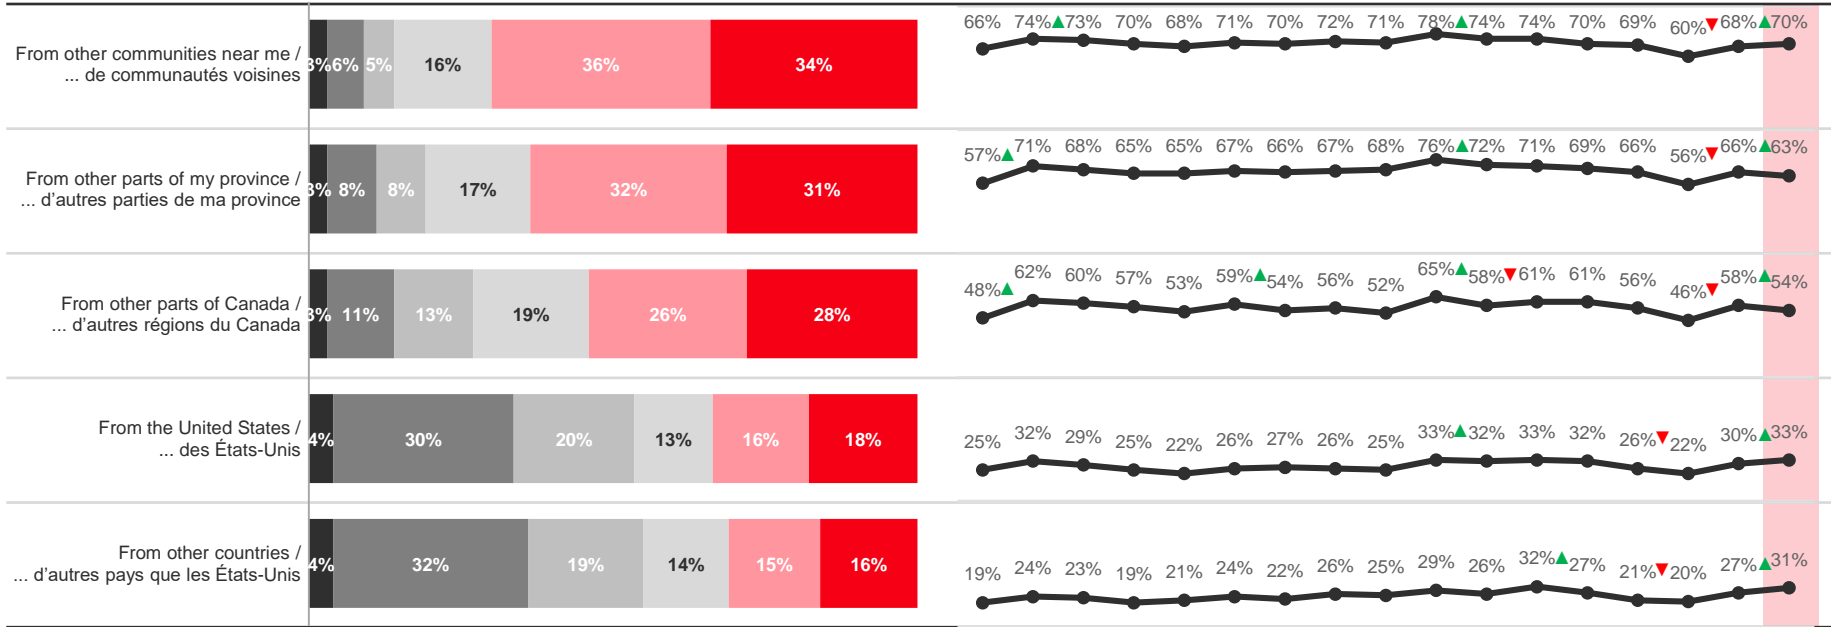 From other communities near me /
... de communautés voisines
3% 6% 5% 16% 36% 34%
66% 74%▲73% 70% 68% 71% 70% 72% 71% 78%▲74% 74% 70% 69% 60%▼68%▲70%
From other parts of my province /
... d'autres parties de ma province
3% 8% 8% 17% 32% 31%
57%▲71% 68% 65% 65% 67% 66% 67% 68% 76%▲72% 71% 69% 66% 56%▼66%▲63%
From other parts of Canada /
... d'autres régions du Canada
3% 11% 13% 19% 26% 28%
48%▲62% 60% 57% 53% 59%▲54% 56% 52% 65%▲58%▼61% 61% 56% 46%▼58%▲54%
From the United States /
... des États-Unis
4% 30% 20% 13% 16% 18%
25% 32% 29% 25% 22% 26% 27% 26% 25% 33%▲32% 33% 32% 26%▼22% 30%▲33%
From other countries /
... d'autres pays que les États-Unis
4% 32% 19% 14% 15% 16%
19% 24% 23% 19% 21% 24% 22% 26% 25% 29% 26% 32%▲27% 21%▼20% 27%▲31%